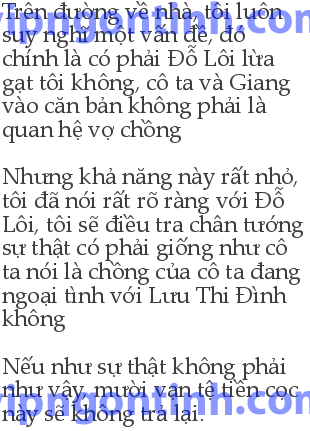 Trên đường về nhà, tôi luôn
suy nghĩ một vấn đề, đó
chính là có phải Đỗ Lôi lừa
gạt tôi không, cô ta và Giang
vào căn bản không phải là
quan hệ vợ chồng
Nhưng khả năng này rất nhỏ,
tôi đã nói rất rõ ràng với Đỗ
Lôi, tôi sẽ điều tra chân tướng
sự thật có phải giống như cô
ta nói là chồng của cô ta đang
ngoại tình với Lưu Thi Đình
không
Nếu như sự thật không phải
như vậy, mười vạn tệ tiền cọc
này sẽ không trả lại.
vipngontinh.com
vipngontinh.com